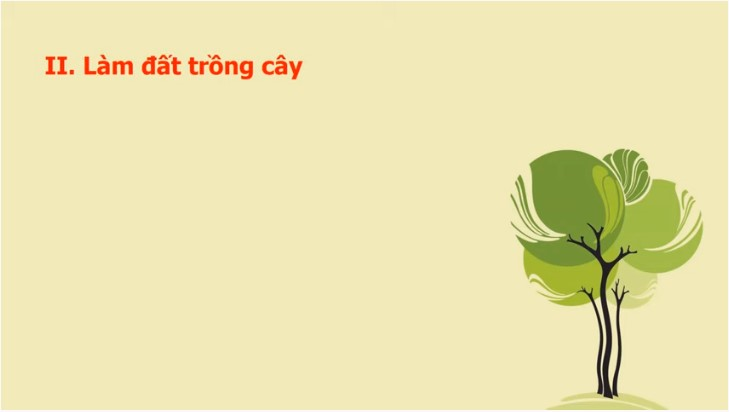 II. Làm đất trồng cây